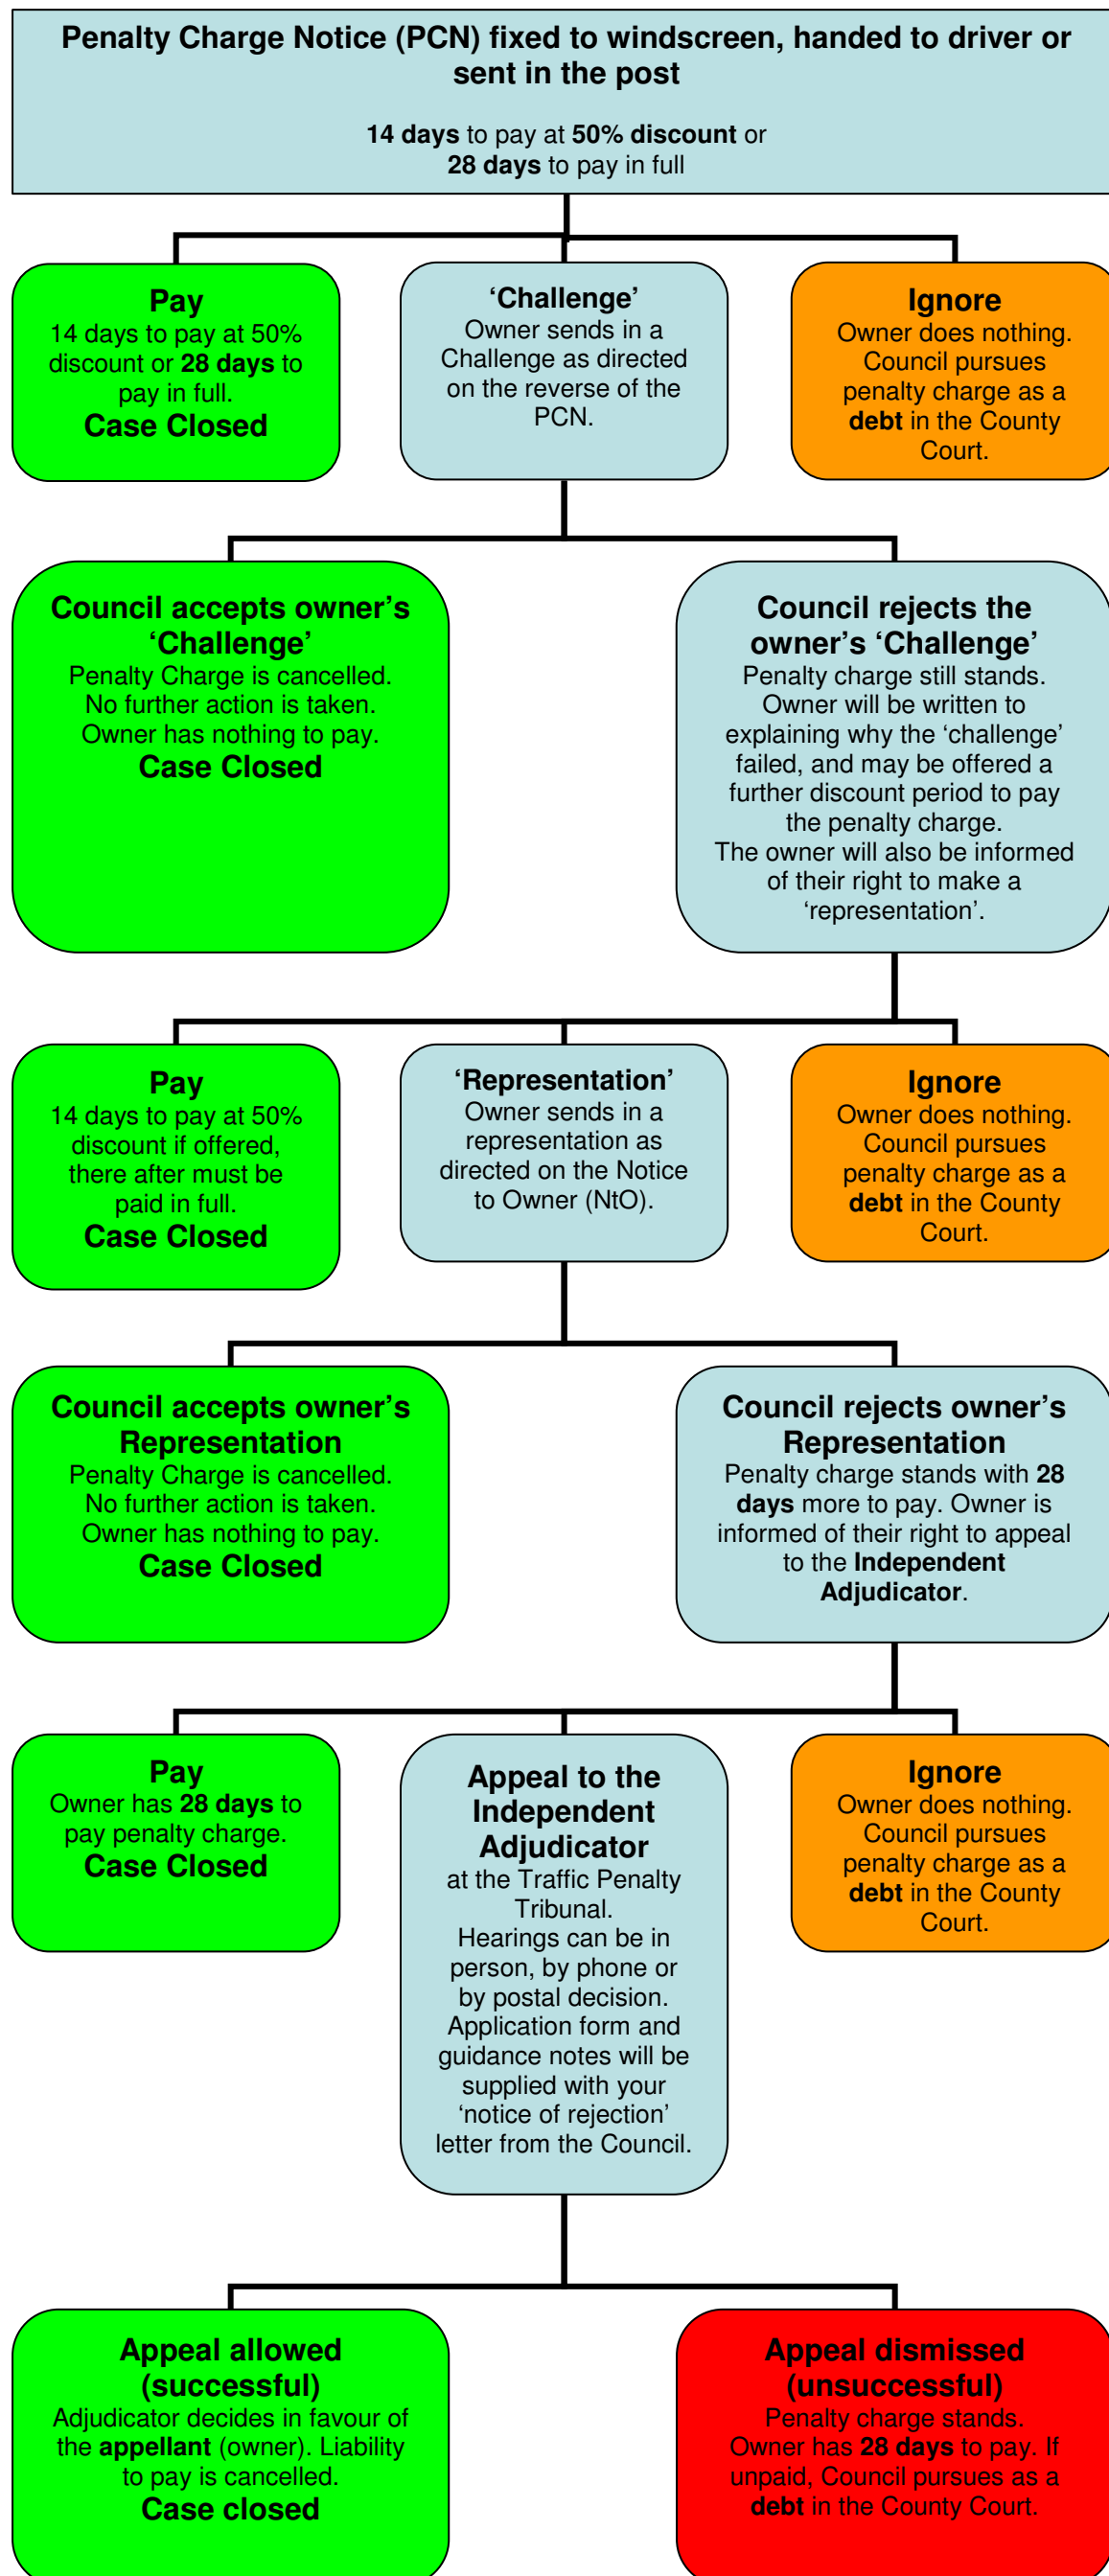 Penalty Charge Notice (PCN) fixed to windscreen, handed to driver or
sent in the post
14 days to pay at 50% discount or
28 days to pay in full
Pay
14 days to pay at 50%
discount or 28 days to
pay in full.
Case Closed
‘Challenge’
Owner sends in a
Challenge as directed
on the reverse of the
PCN.
Ignore
Owner does nothing.
Council pursues
penalty charge as a
debt in the County
Court.
Council accepts owner’s
‘Challenge’
Penalty Charge is cancelled.
No further action is taken.
Owner has nothing to pay.
Case Closed
Council rejects the
owner’s ‘Challenge’
Penalty charge still stands.
Owner will be written to
explaining why the ‘challenge’
failed, and may be offered a
further discount period to pay
the penalty charge.
The owner will also be informed
of their right to make a
‘representation’.
Pay
14 days to pay at 50%
discount if offered,
there after must be
paid in full.
Case Closed
‘Representation’
Owner sends in a
representation as
directed on the Notice
to Owner (NtO).
Ignore
Owner does nothing.
Council pursues
penalty charge as a
debt in the County
Court.
Council accepts owner’s
Representation
Penalty Charge is cancelled.
No further action is taken.
Owner has nothing to pay.
Case Closed
Council rejects owner’s
Representation
Penalty charge stands with 28
days more to pay. Owner is
informed of their right to appeal
to the Independent
Adjudicator.
Pay
Owner has 28 days to
pay penalty charge.
Case Closed
Appeal to the
Independent
Adjudicator
at the Traffic Penalty
Tribunal.
Hearings can be in
person, by phone or
by postal decision.
Application form and
guidance notes will be
supplied with your
‘notice of rejection’
letter from the Council.
Ignore
Owner does nothing.
Council pursues
penalty charge as a
debt in the County
Court.
Appeal allowed
(successful)
Adjudicator decides in favour of
the appellant (owner). Liability
to pay is cancelled.
Case closed
Appeal dismissed
(unsuccessful)
Penalty charge stands.
Owner has 28 days to pay. If
unpaid, Council pursues as a
debt in the County Court.